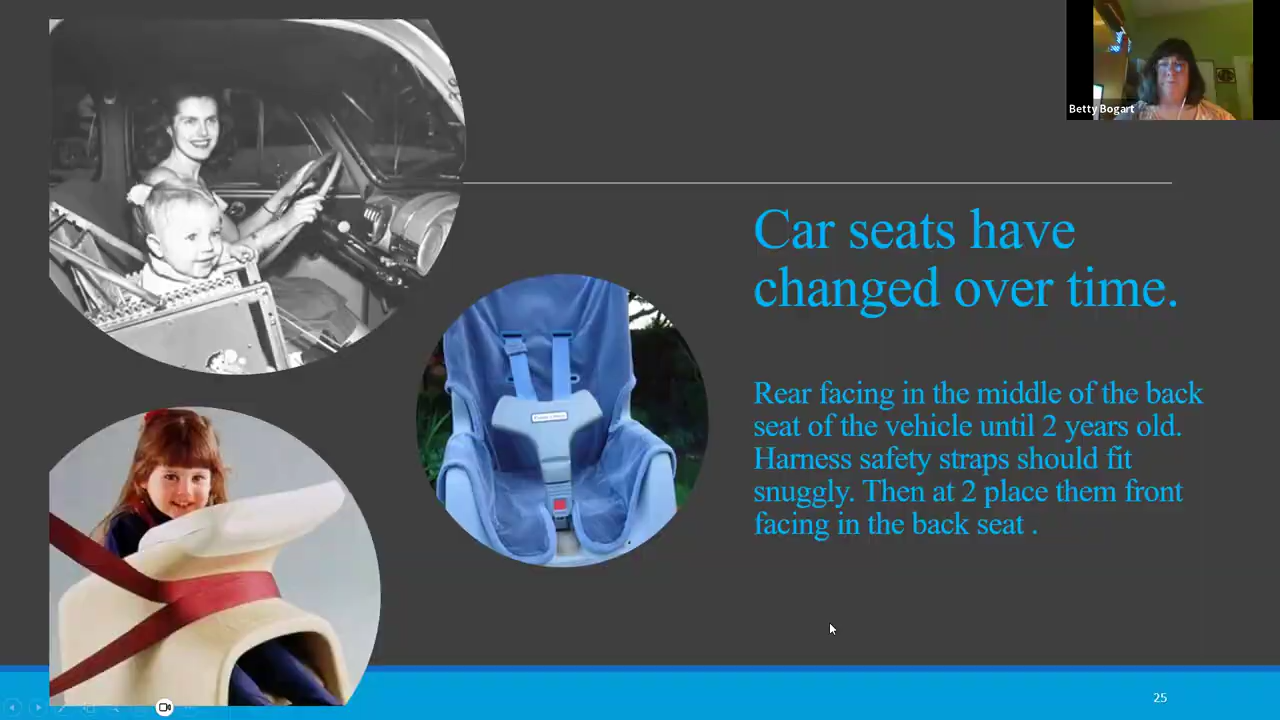 Betty Bogart
Car seats have
changed over time.
Rear facing in the middle of the back
seat of the vehicle until 2 years old.
Harness safety straps should fit
snuggly. Then at 2 place them front
facing in the back seat .
25